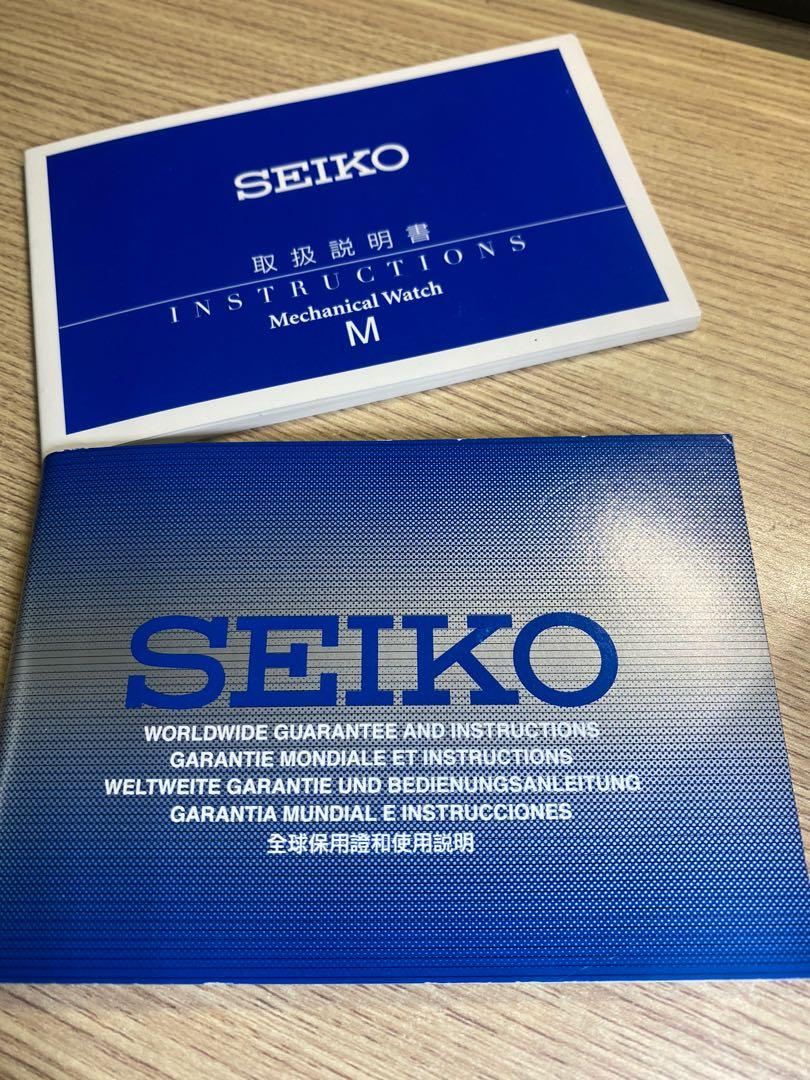 SEIKO
取扱説明書
INSTRUCTIONS
Mechanical Watch
M
SEIKO
WORLDWIDE GUARANTEE AND INSTRUCTIONS
GARANTIE MONDIALE ET INSTRUCTIONS
WELTWEITE GARANTIE UND BEDIENUNGSANLEITUNG
GARANTIA MUNDIAL E INSTRUCCIONES
全球保用證和使用説明